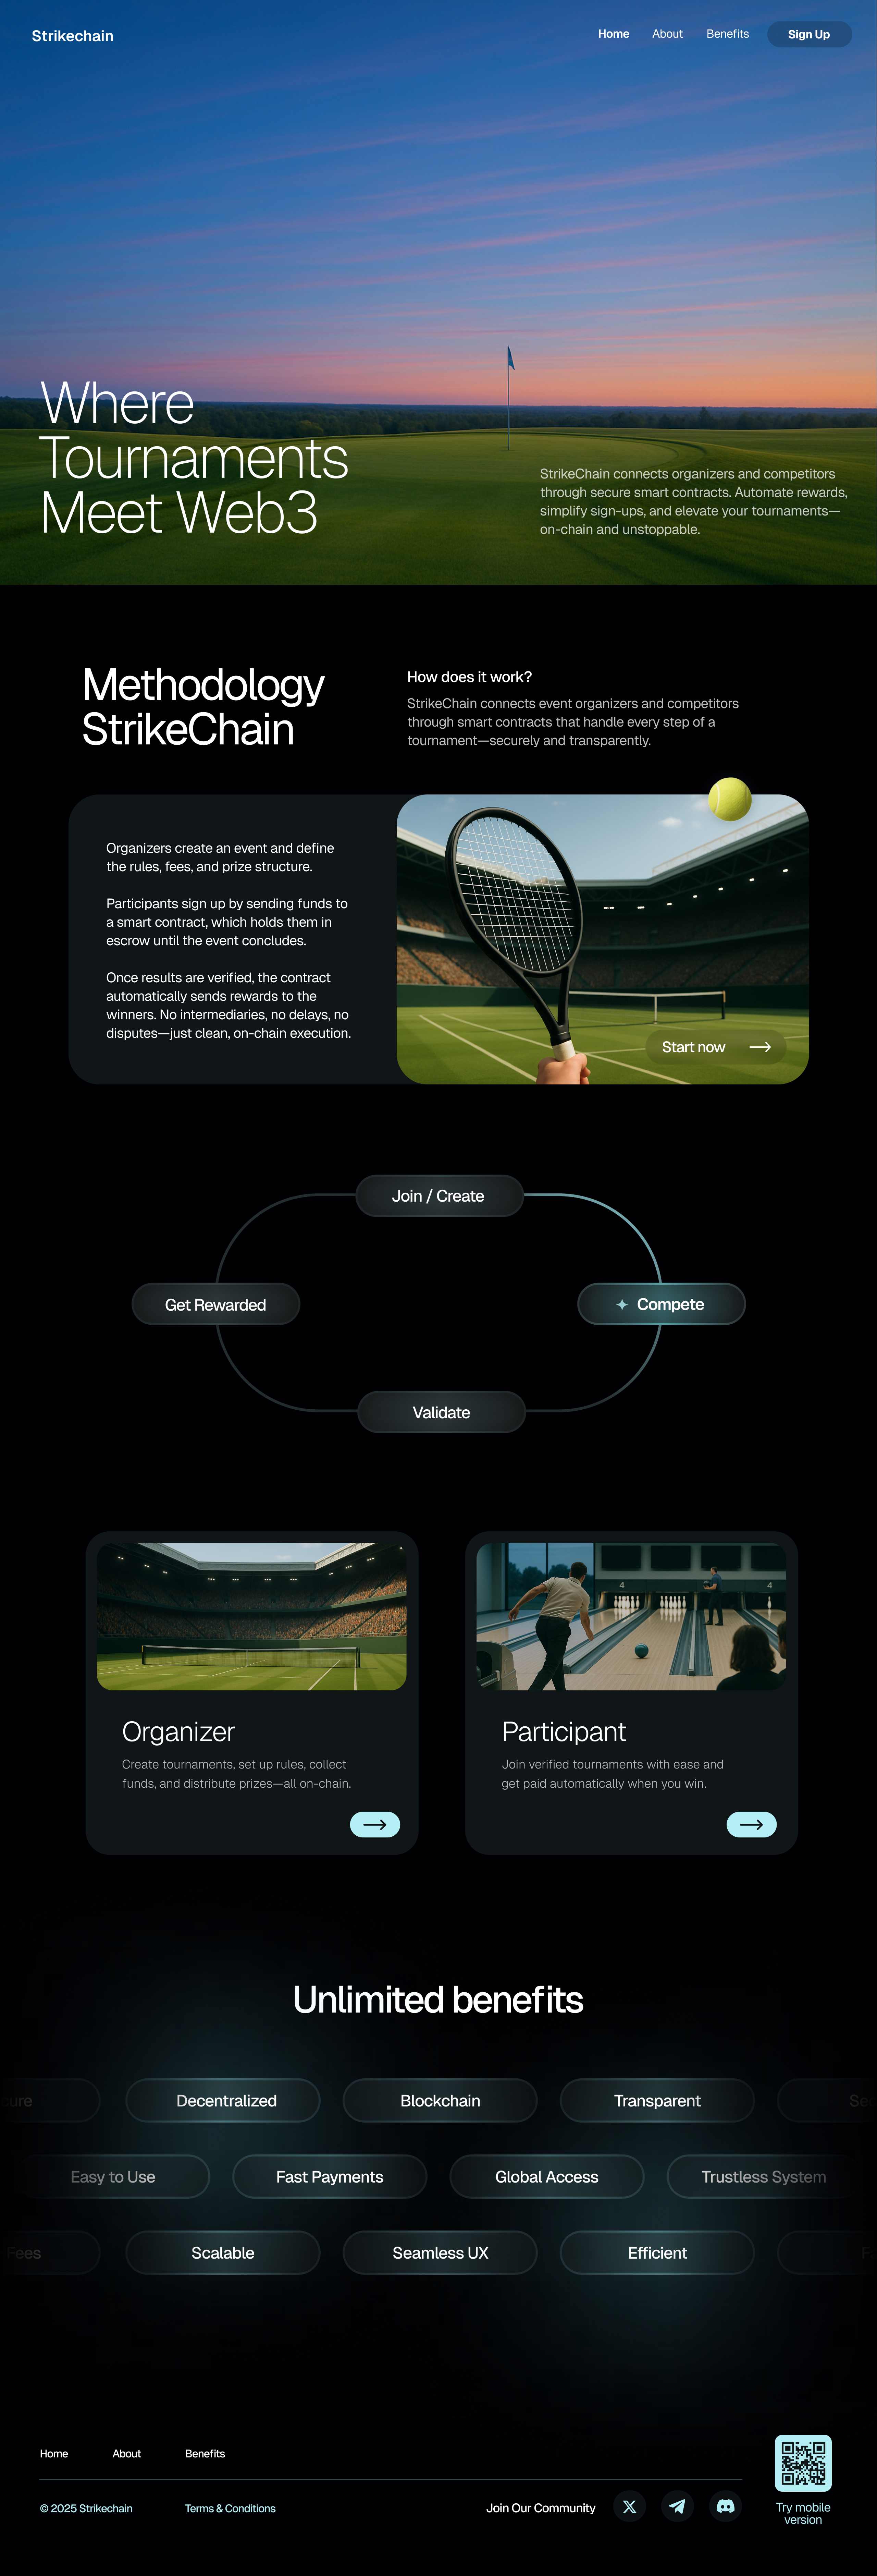 Strikechain
Home
About
Benefits
Sign Up
Where
Tournaments
Meet Web3
StrikeChain connects organizers and competitors
through secure smart contracts. Automate rewards,
simplify sign-ups, and elevate your tournaments—
on-chain and unstoppable.
Methodology
StrikeChain
How does it work?
StrikeChain connects event organizers and competitors
through smart contracts that handle every step of a
tournament—securely and transparently.
Organizers create an event and define
the rules, fees, and prize structure.
Participants sign up by sending funds to
a smart contract, which holds them in
escrow until the event concludes.
Once results are verified, the contract
automatically sends rewards to the
winners. No intermediaries, no delays, no
disputes—just clean, on-chain execution.
Start now
Join / Create
Get Rewarded
Compete
Validate
4
4
Organizer
Create tournaments, set up rules, collect
funds, and distribute prizes—all on-chain.
Participant
Join verified tournaments with ease and
get paid automatically when you win.
Unlimited benefits
cure
Decentralized
Blockchain
Transparent
Se
Easy to Use
Fast Payments
Global Access
Trustless System
Fees
Scalable
Seamless UX
Efficient
F
Home
About
Benefits
© 2025 Strikechain
Terms & Conditions
Join Our Community
Try mobile
version